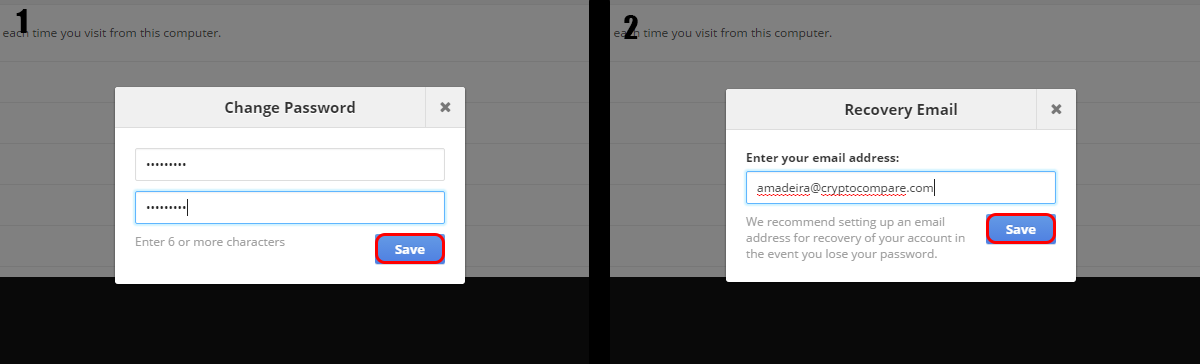 1
each time you visit from this computer.
Change Password
•••••••••
•••••••••
Enter 6 or more characters
Save
2
each time you visit from this computer.
Recovery Email
Enter your email address:
amadeira@cryptocompare.com
We recommend setting up an email
address for recovery of your account in
the event you lose your password.
Save